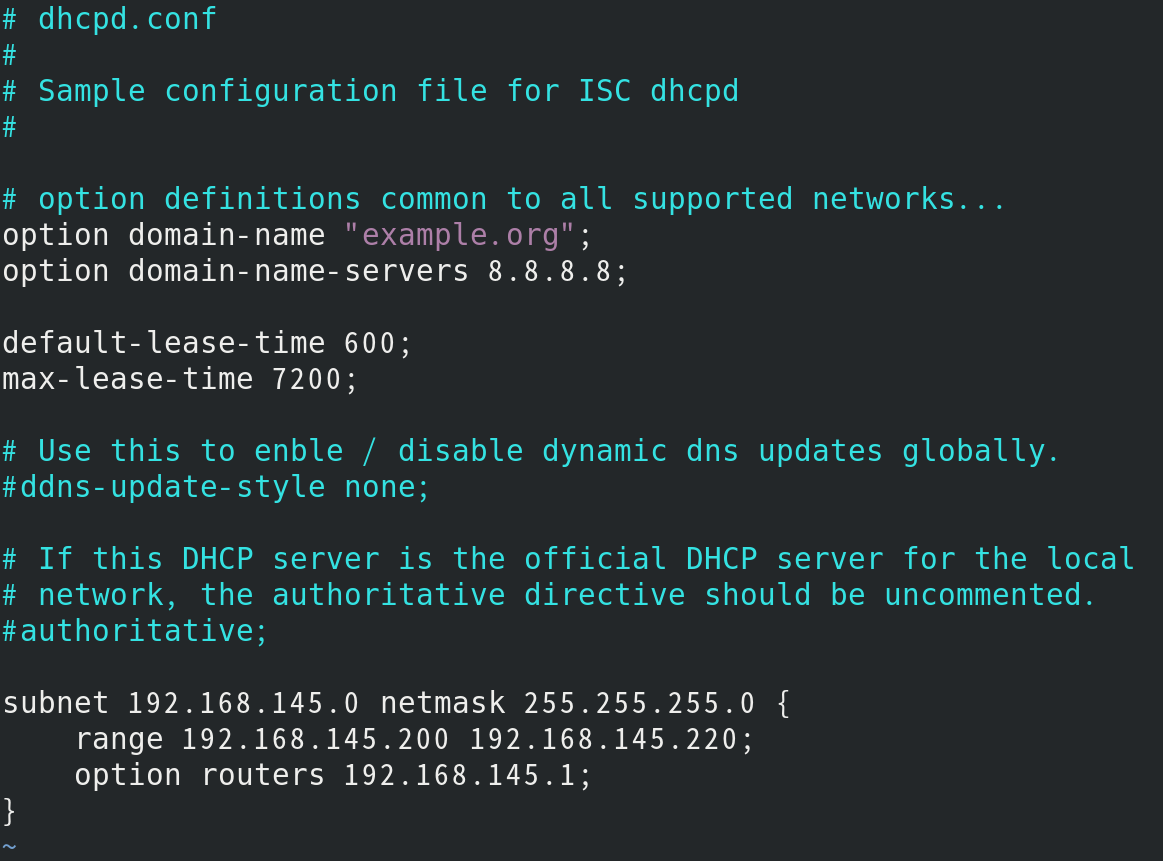 # dhcpd.conf
#
# Sample configuration file for ISC dhcpd
#
# option definitions common to all supported networks...
option domain-name "example.org";
option domain-name-servers 8.8.8.8;
default-lease-time 600;
max-lease-time 7200;
# Use this to enble / disable dynamic dns updates globally.
#ddns-update-style none;
# If this DHCP server is the official DHCP server for the local
# network, the authoritative directive should be uncommented.
#authoritative;
subnet 192.168.145.0 netmask 255.255.255.0 {
    range 192.168.145.200 192.168.145.220;
    option routers 192.168.145.1;
}
~